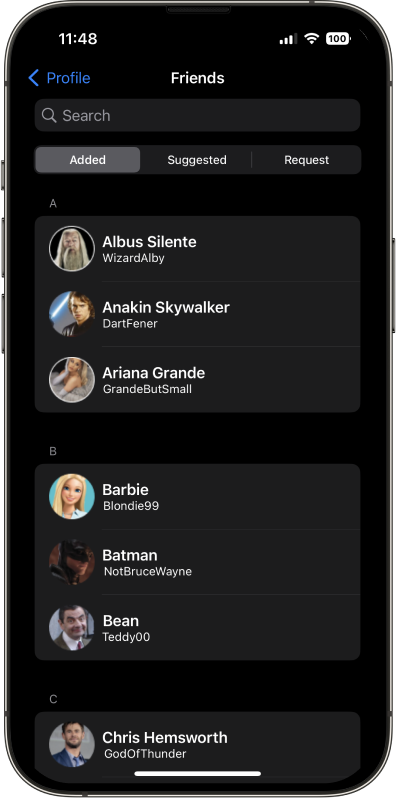 11:48
100
Profile
Friends
Search
Added
Suggested
Request
A
Albus Silente
WizardAlby
Anakin Skywalker
DartFener
Ariana Grande
GrandeButSmall
B
Barbie
Blondie99
Batman
NotBruceWayne
Bean
Teddy00
C
Chris Hemsworth
GodOfThunder